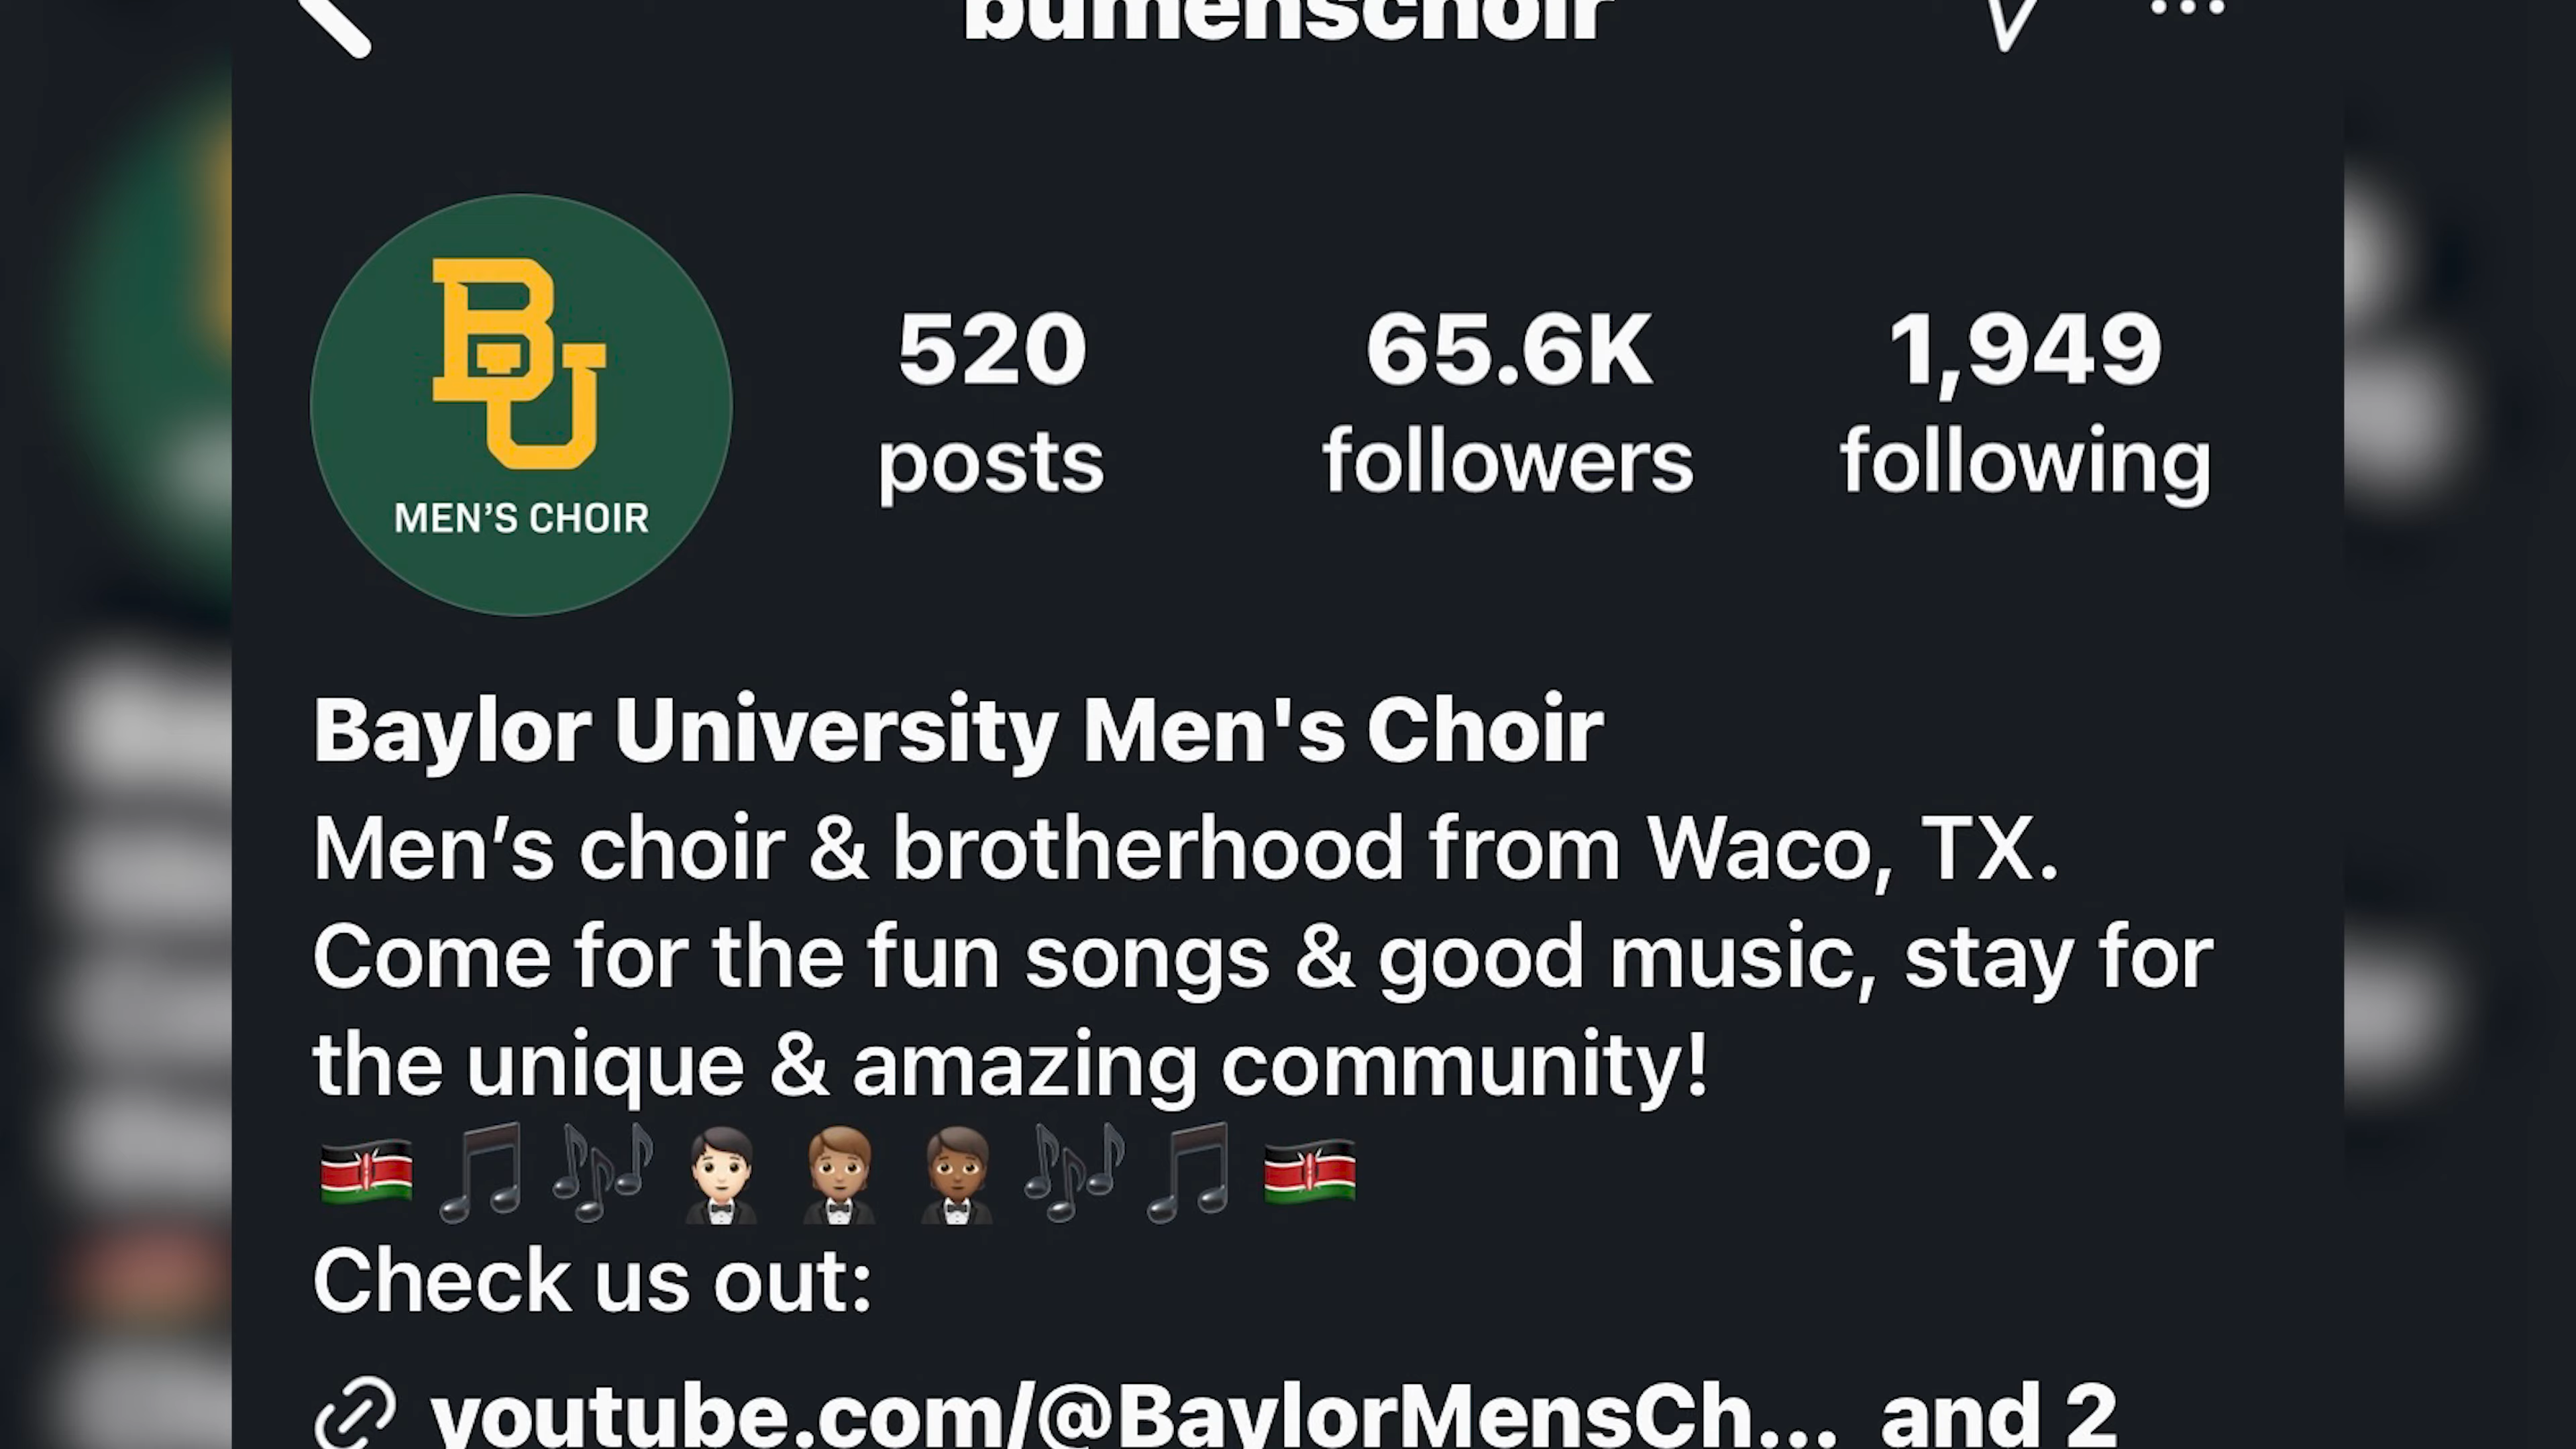 bumenschoir
BU
MEN'S CHOIR
520 65.6K 1,949
posts followers following
Baylor University Men's Choir
Men’s choir & brotherhood from Waco, TX.
Come for the fun songs & good music, stay for
the unique & amazing community!
🇰🇪🎵🎶🤵🏻🤵🏽🤵🏾🎶🎵🇰🇪
Check us out:
youtube.com/@BaylorMensCh... and 2